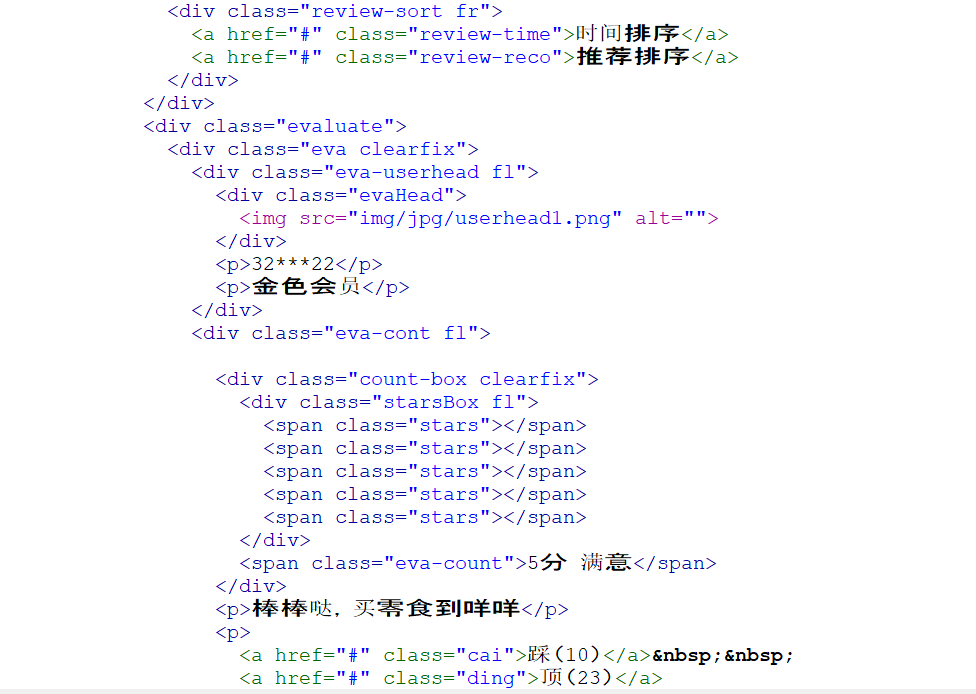 <div class="review-sort fr">
<a href="#" class="review-time">时间排序</a>
<a href="#" class="review-reco">推荐排序</a>
</div>
</div>
<div class="evaluate">
<div class="eva clearfix">
<div class="eva-userhead fl">
<div class="evaHead">
<img src="img/jpg/userhead1.png" alt="">
</div>
<p>32***22</p>
<p>金色会员</p>
</div>
<div class="eva-cont fl">
<div class="count-box clearfix">
<div class="starsBox fl">
<span class="stars"></span>
<span class="stars"></span>
<span class="stars"></span>
<span class="stars"></span>
<span class="stars"></span>
</div>
<span class="eva-count">5分 满意</span>
</div>
<p>棒棒哒，买零食到咩咩</p>
<p>
<a href="#" class="cai">踩(10)</a>&nbsp;&nbsp;
<a href="#" class="ding">顶(23)</a>